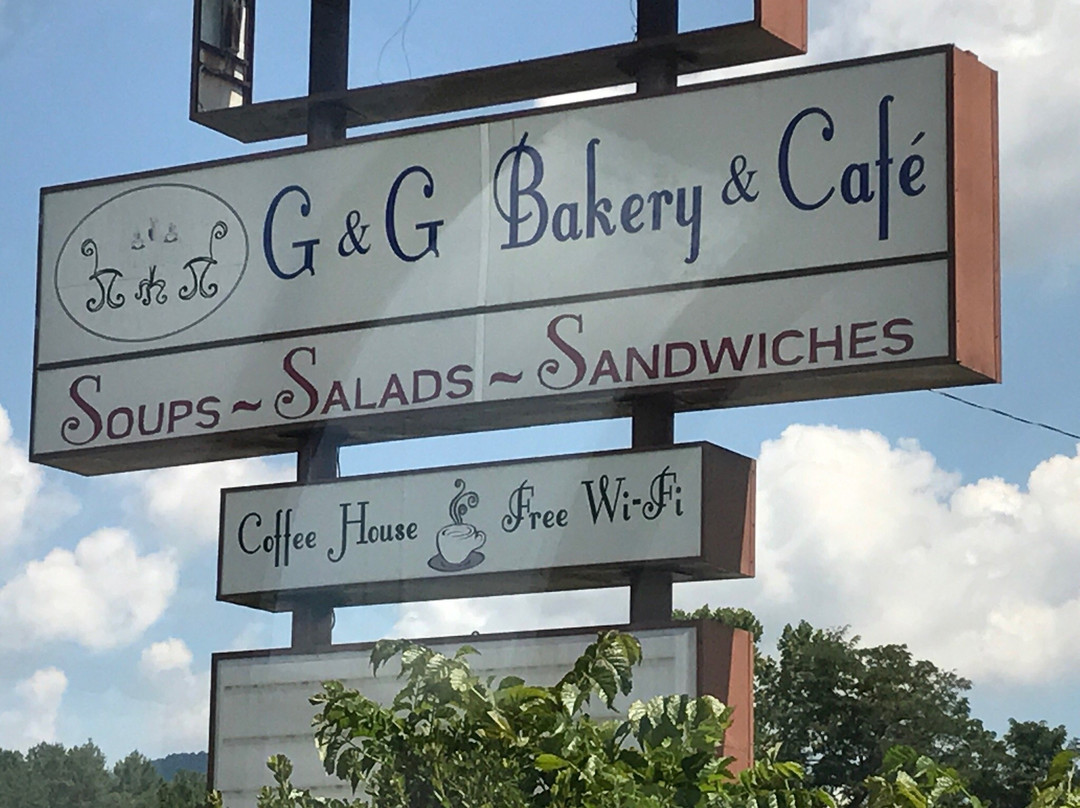 G & G Bakery & Café
SOUPS ~ SALADS ~ SANDWICHES
Coffee House Free Wi-Fi